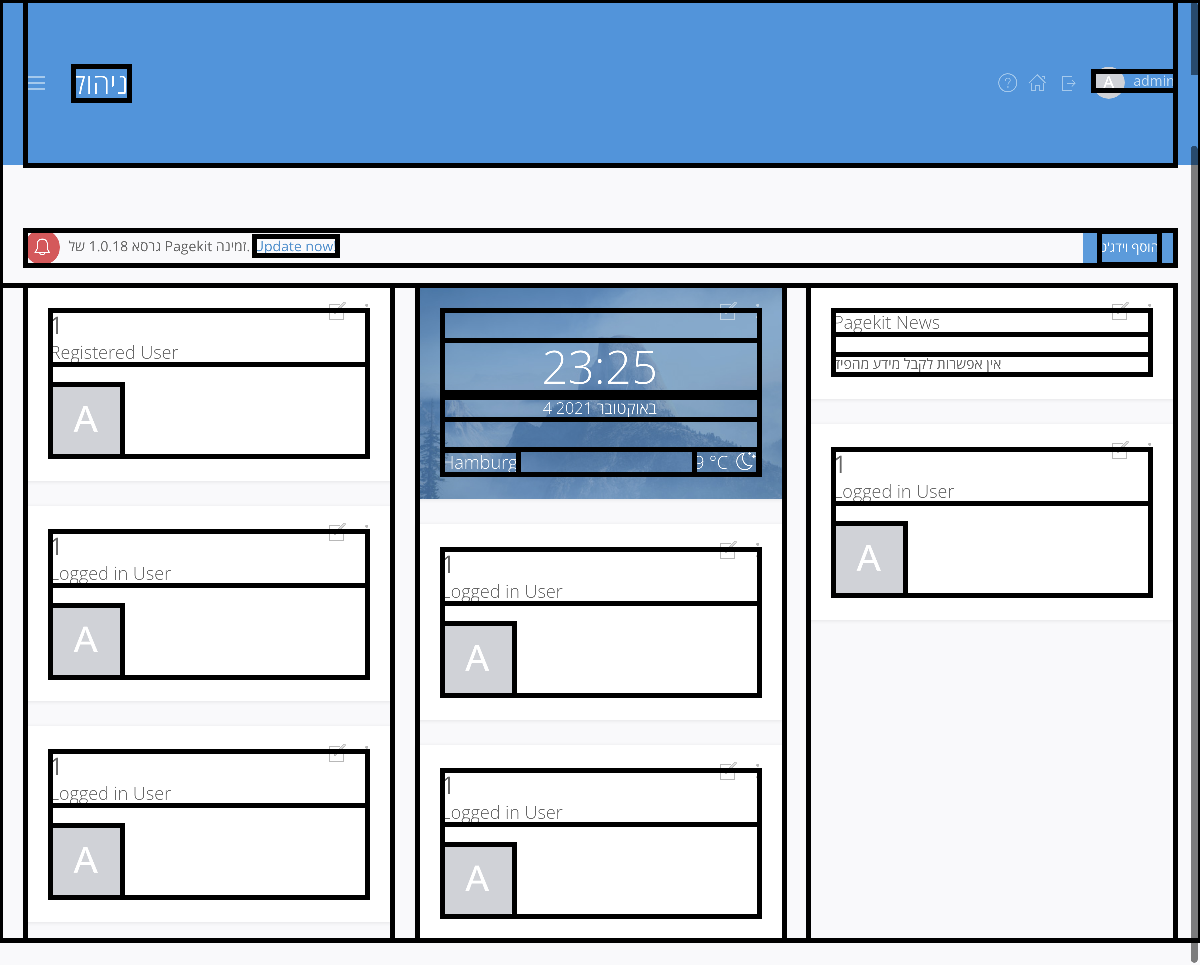 ניהול
A admin
גרסא 1.0.18 של Pagekit זמינה. Update now!
הוסף וידג'ט
1
Registered User
A
1
Logged in User
A
1
Logged in User
A
23:25
4 באוקטובר 2021
Hamburg
9 °C
1
Logged in User
A
1
Logged in User
A
Pagekit News
אין אפשרות לקבל מידע מהפיד
1
Logged in User
A